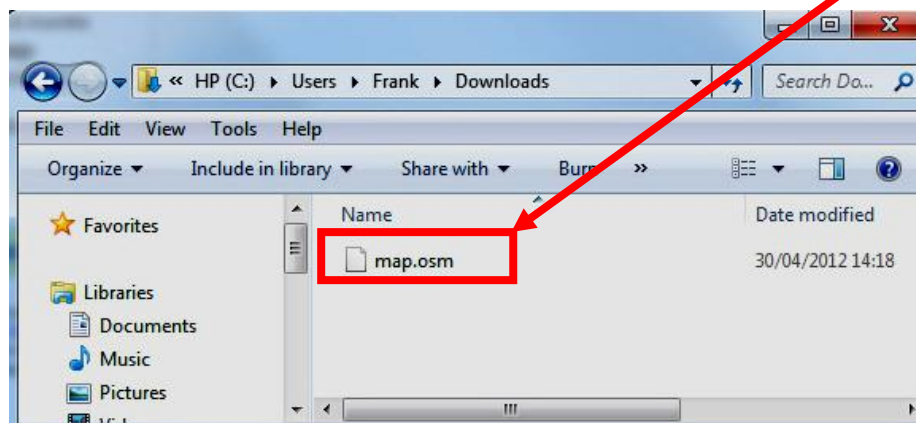 « HP (C:) ▸ Users ▸ Frank ▸ Downloads
Search Do...
File Edit View Tools Help
Organize Include in library Share with Burn »
Favorites
Name Date modified
map.osm 30/04/2012 14:18
Libraries
Documents
Music
Pictures